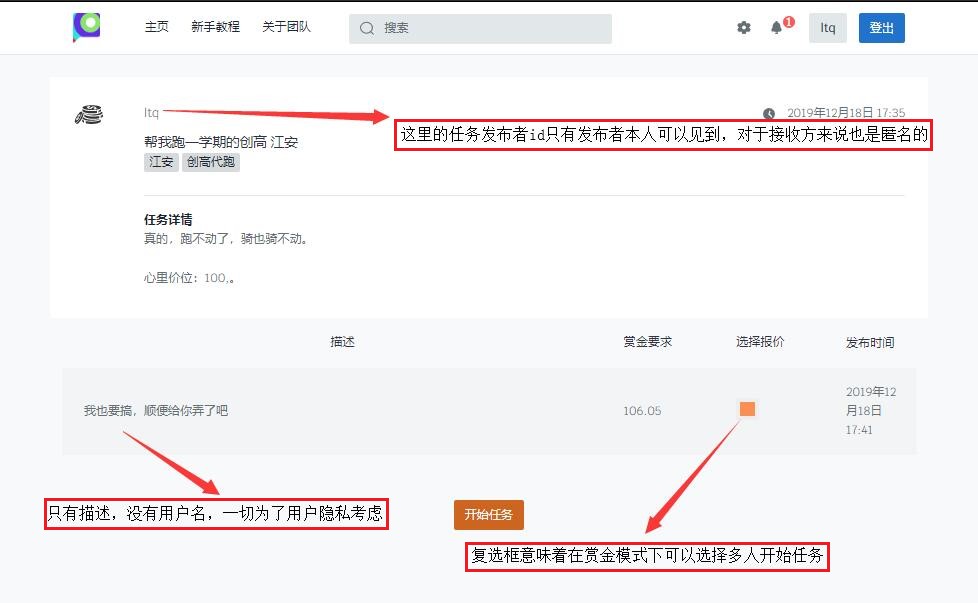 主页 新手教程 关于团队 搜索 1 ltq 登出
ltq 2019年12月18日 17:35
这里的任务发布者id只有发布者本人可以见到，对于接收方来说也是匿名的
帮我跑一学期的创高 江安
江安 创高代跑
任务详情
真的，跑不动了，骑也骑不动。
心里价位：100,。
描述 赏金要求 选择报价 发布时间
我也要搞，顺便给你弄了吧 106.05 2019年12
月18日
17:41
只有描述，没有用户名，一切为了用户隐私考虑
开始任务
复选框意味着在赏金模式下可以选择多人开始任务